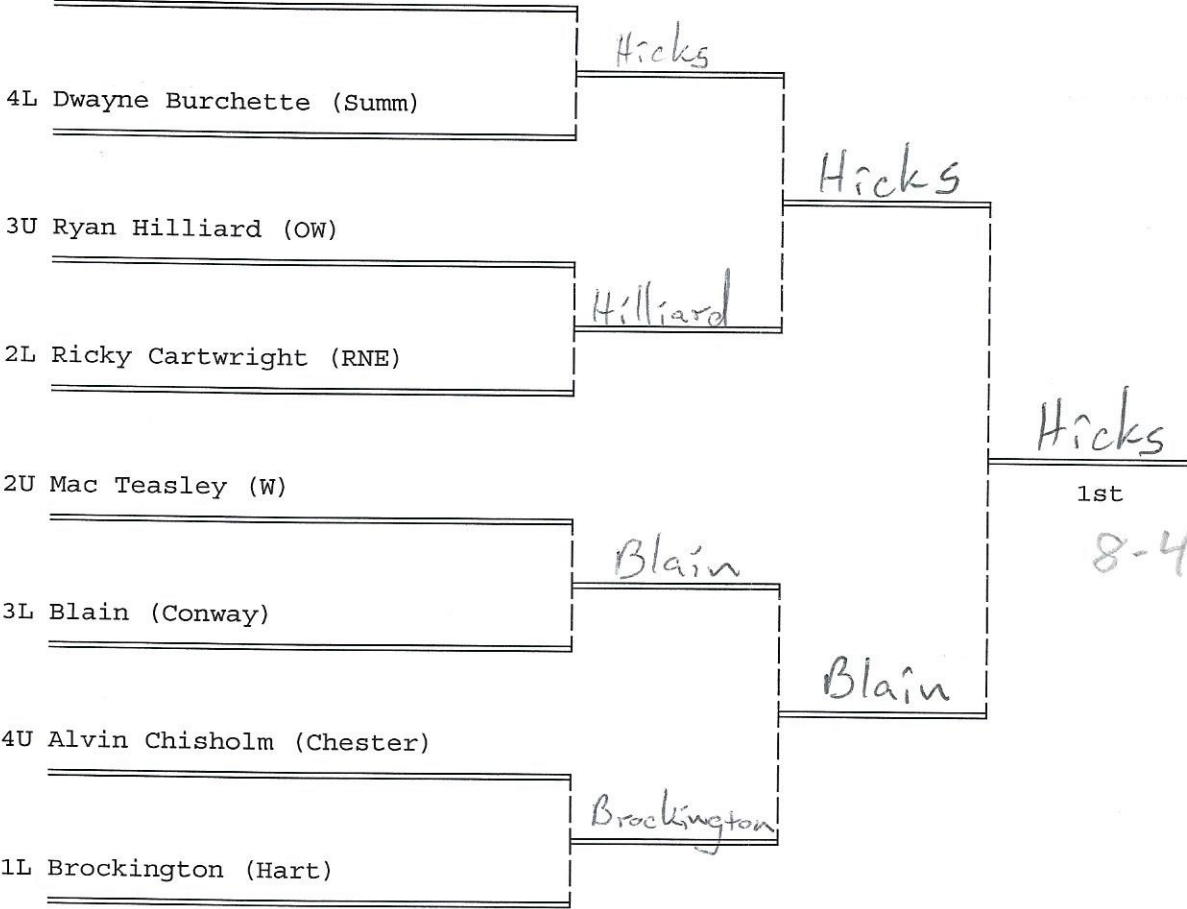 Hicks
4L Dwayne Burchette (Summ)
Hicks
3U Ryan Hilliard (OW)
Hilliard
2L Ricky Cartwright (RNE)
Hicks
1st
2U Mac Teasley (W)
8-4
Blain
3L Blain (Conway)
Blain
4U Alvin Chisholm (Chester)
Brockington
1L Brockington (Hart)